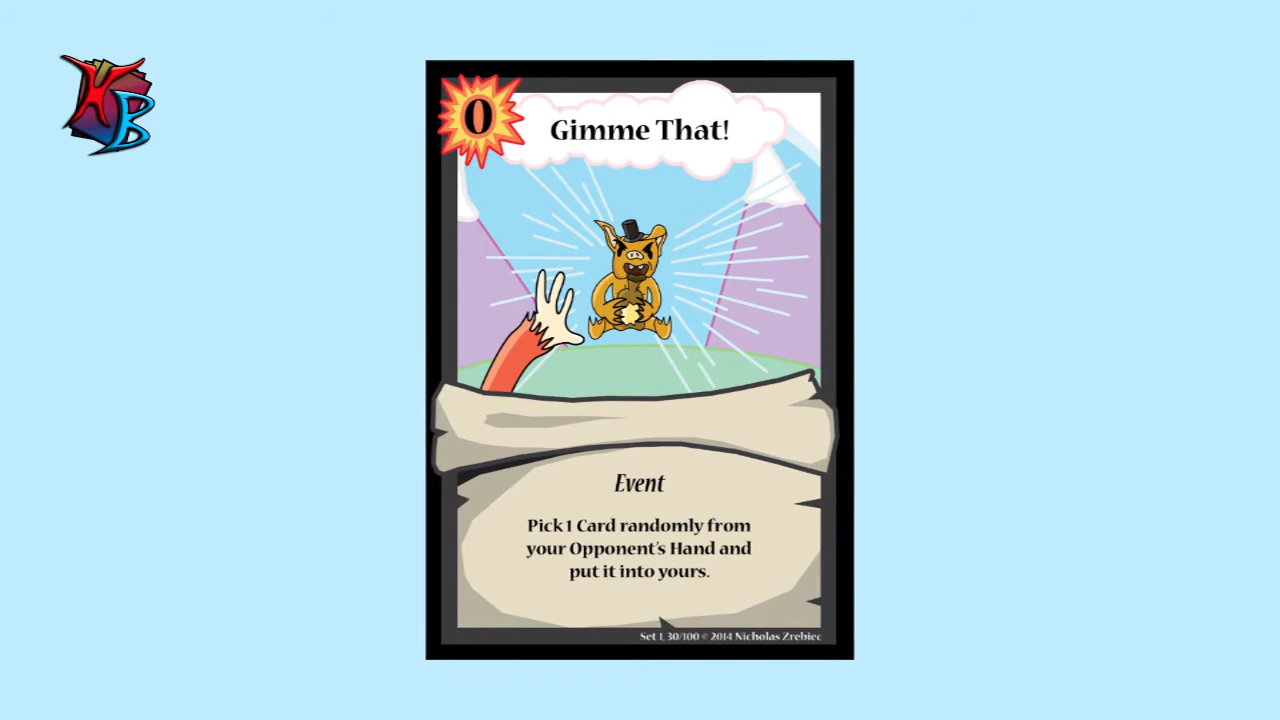 KB
0
Gimme That!
Event
Pick 1 Card randomly from
your Opponent's Hand and
put it into yours.
Set 1, 30/100 © 2014 Nicholas Zrebiec